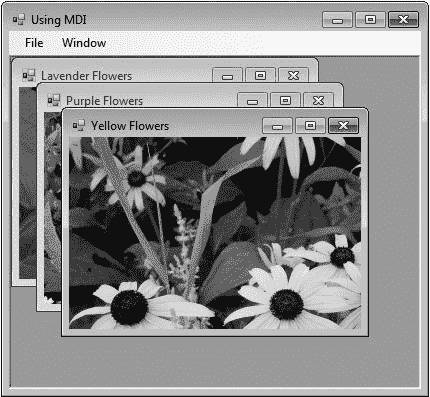 Using MDI
File Window
Lavender Flowers
Purple Flowers
Yellow Flowers